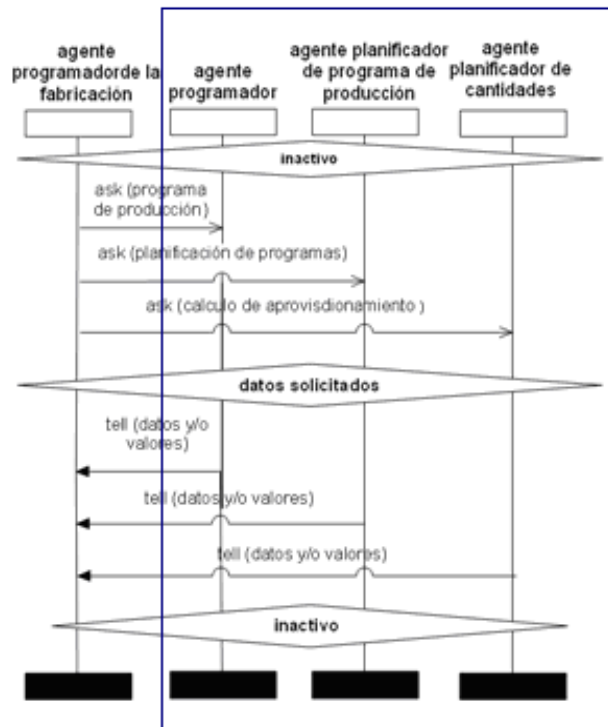 agente
programadorde la
fabricación
agente
programador
agente planificador
de programa de
producción
agente
planificador de
cantidades
inactivo
ask (programa
de producción)
ask (planificación de programas)
ask (calculo de aprovisdionamiento)
datos solicitados
tell (datos y/o
valores)
tell (datos y/o valores)
tell (datos y/o valores)
inactivo